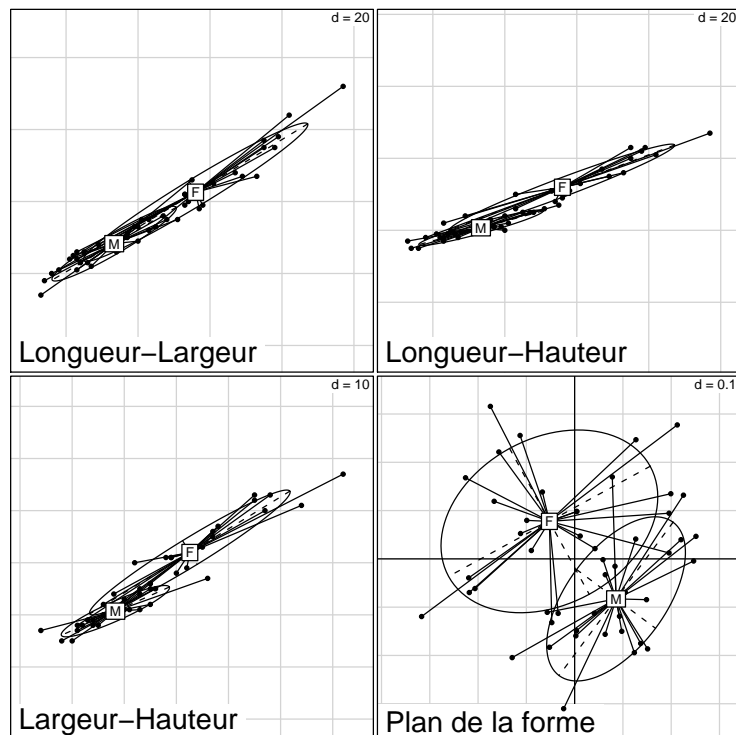 d = 20
F
M
Longueur−Largeur
d = 20
F
M
Longueur−Hauteur
d = 10
F
M
Largeur−Hauteur
d = 0.1
F
M
Plan de la forme